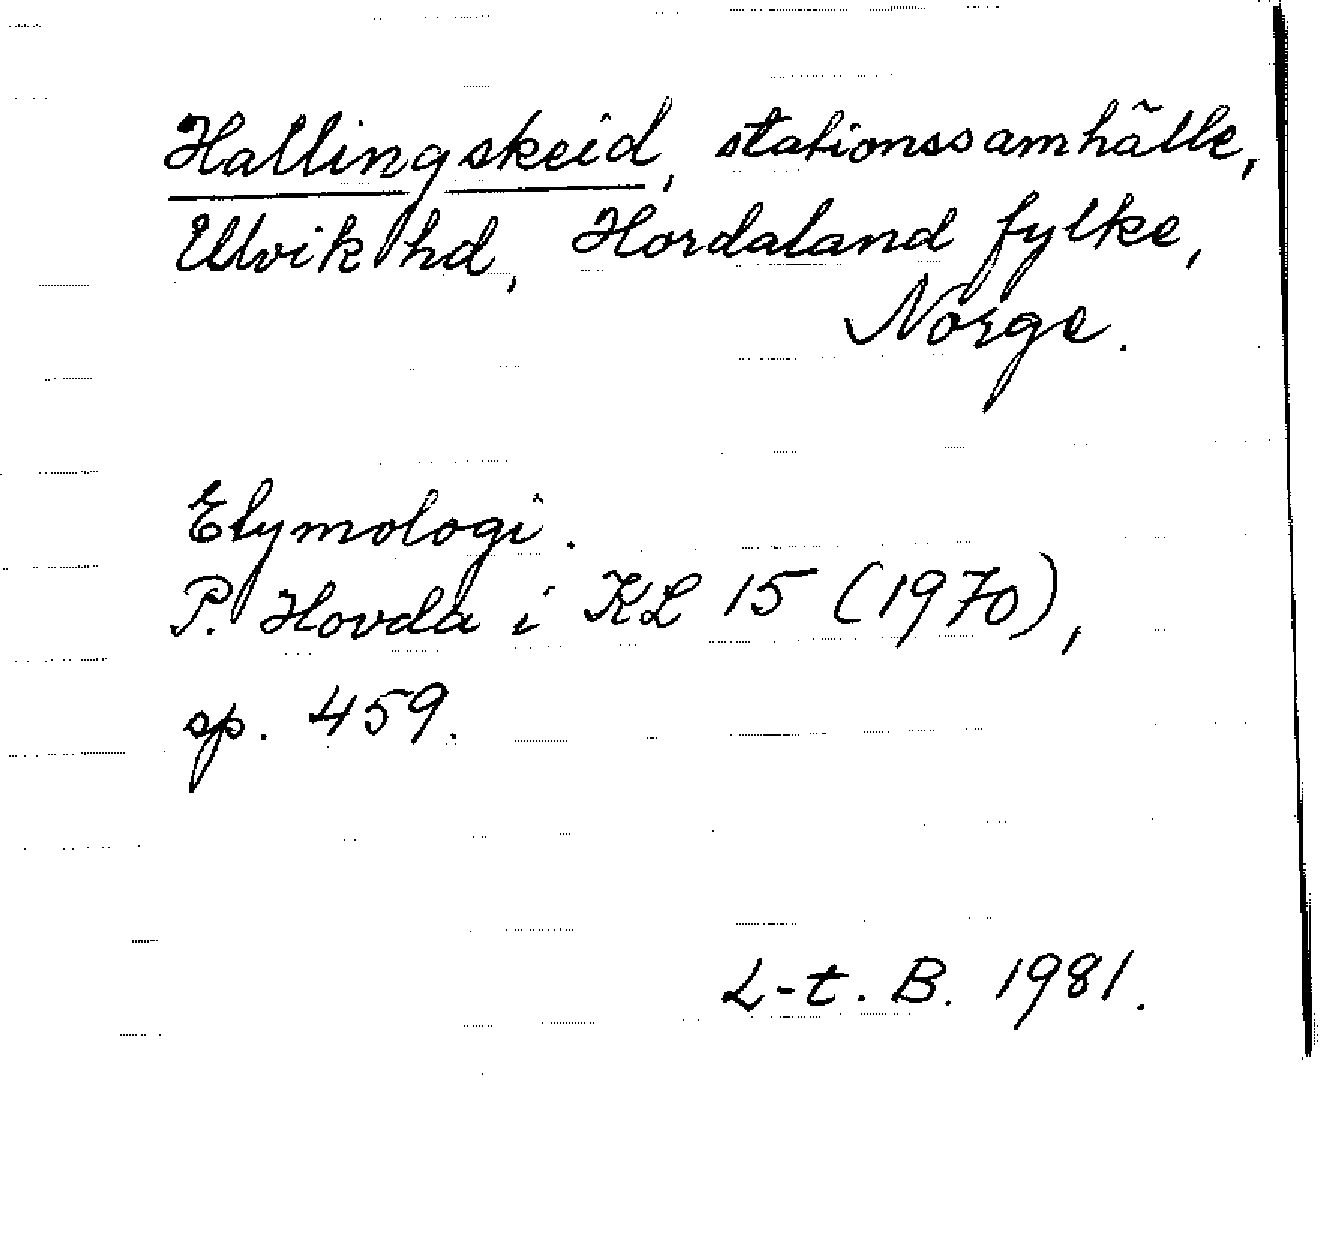 Hallingskeid, stationssamhälle,
Ulvik hd, Hordaland fylke,
Norge.
Etymologi.
P. Hovda i KL 15 (1970),
sp. 459.
L-t. B. 1981.